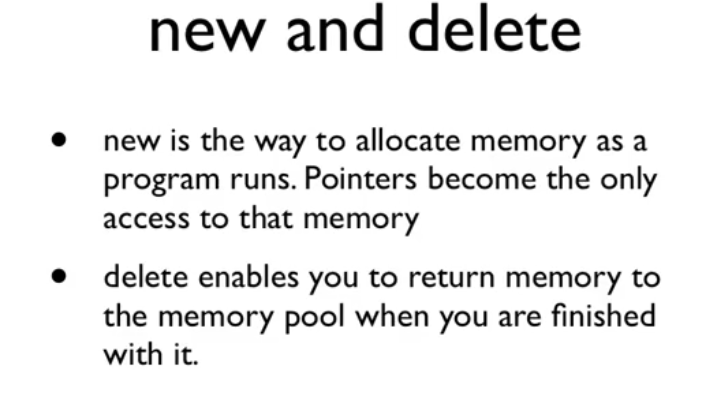 new and delete
• new is the way to allocate memory as a
program runs. Pointers become the only
access to that memory
• delete enables you to return memory to
the memory pool when you are finished
with it.